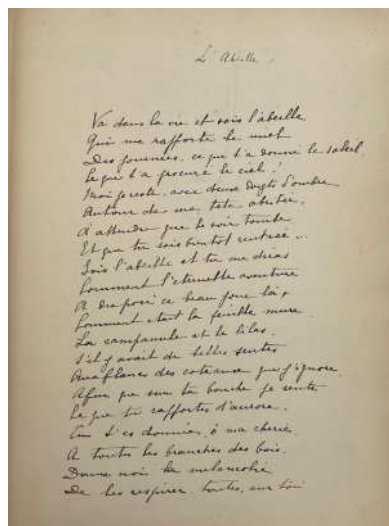 L'Abeille.
Va dans la vie et sois l'abeille
Qui me rapporte le miel
Des journées, ce que t'a donné le soleil
Ce que t'a procuré le ciel!
Moi je reste, avec deux doigts d'ombre
Autour de ma tête abritée,
à attendre que le soir tombe
Et que tu sois bientôt rentrée...
Sois l'abeille et tu me diras
Comment l'éternelle aventure
A disposé ce beau jour là,
Comment était la feuille mure
La campanule et le lilas.
S'il y avait de belles sentes
Aux flancs des coteaux que j'ignore
Afin que sur ta bouche je sente
Ce que tu rapportes d'aurore.
Tu t'es donnée, ô ma chérie
A toutes les branches des bois.
Donne moi la mélancolie
De les respirer toutes, sur toi